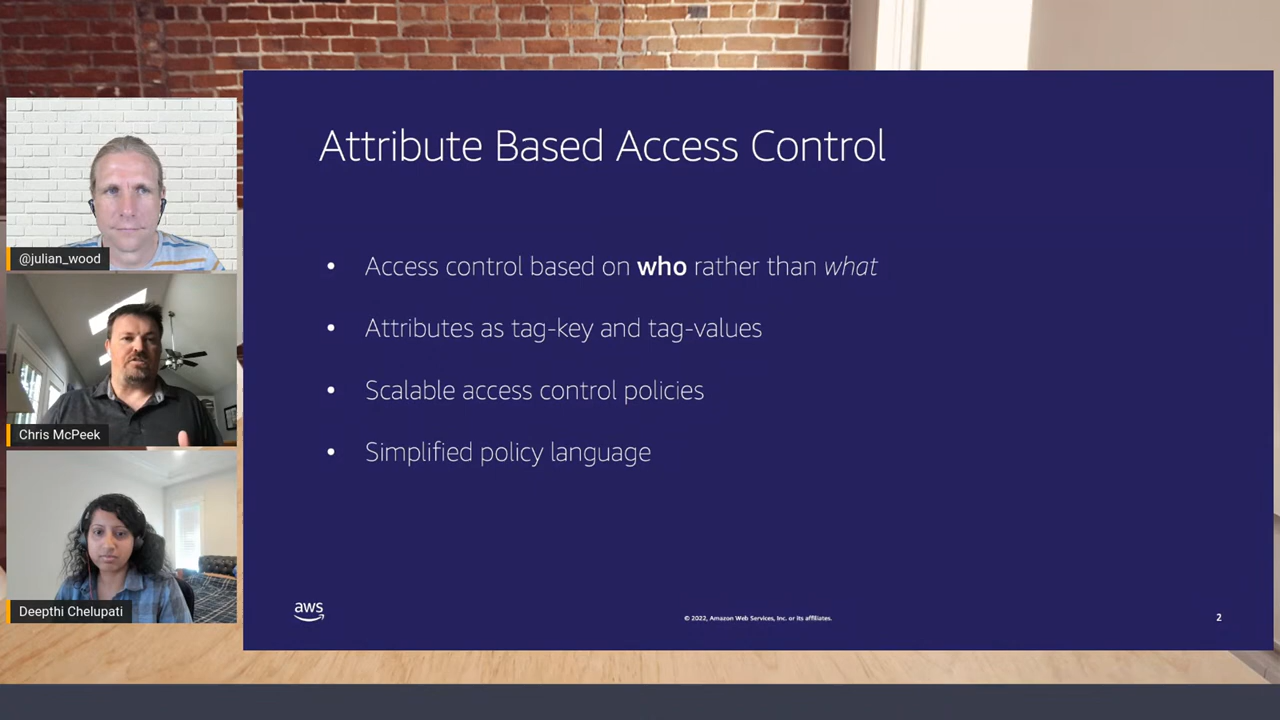 Attribute Based Access Control
• Access control based on who rather than what
• Attributes as tag-key and tag-values
• Scalable access control policies
• Simplified policy language
@julian_wood
Chris McPeek
Deepthi Chelupati
aws
© 2022, Amazon Web Services, Inc. or its affiliates.
2